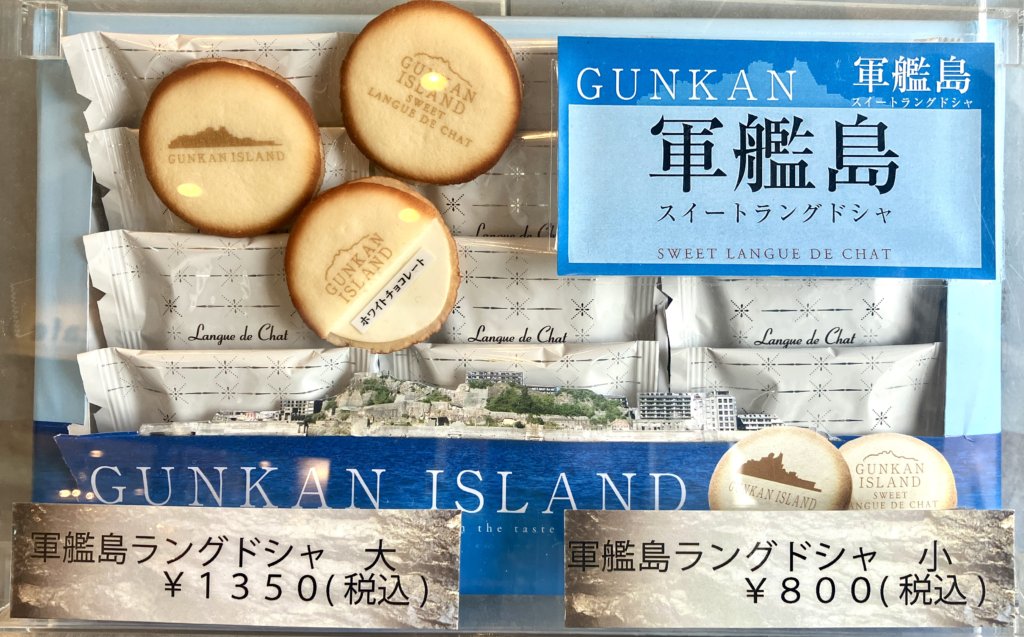 GUNKAN ISLAND
GUNKAN
ISLAND
SWEET
LANGUE DE CHAT
GUNKAN
ISLAND
ホワイトチョコレート
GUNKAN
軍艦島
スイートラングドシャ
軍艦島
スイートラングドシャ
SWEET LANGUE DE CHAT
Langue de Chat
Langue de Chat
Langue de Chat
GUNKAN ISLAND
the taste
GUNKAN ISLAND
GUNKAN
ISLAND
SWEET
LANGUE DE CHAT
軍艦島ラングドシャ 大
¥1350(税込)
軍艦島ラングドシャ 小
¥800(税込)